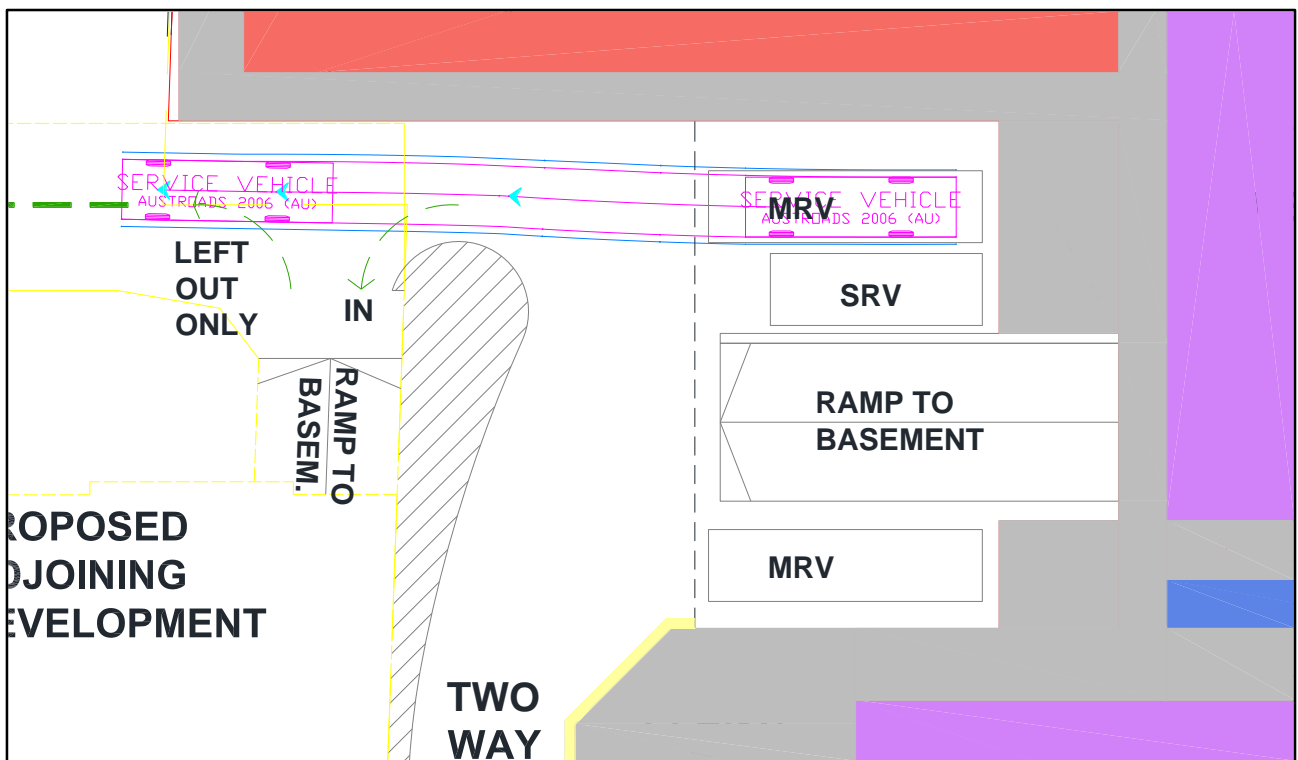 SERVICE VEHICLE
AUSTROADS 2006 (AU)
SERVICE VEHICLE
MRV
AUSTROADS 2006 (AU)
LEFT
OUT
ONLY
IN
SRV
RAMP TO
BASEM.
RAMP TO
BASEMENT
ROPOSED
DJOINING
EVELOPMENT
MRV
TWO
WAY